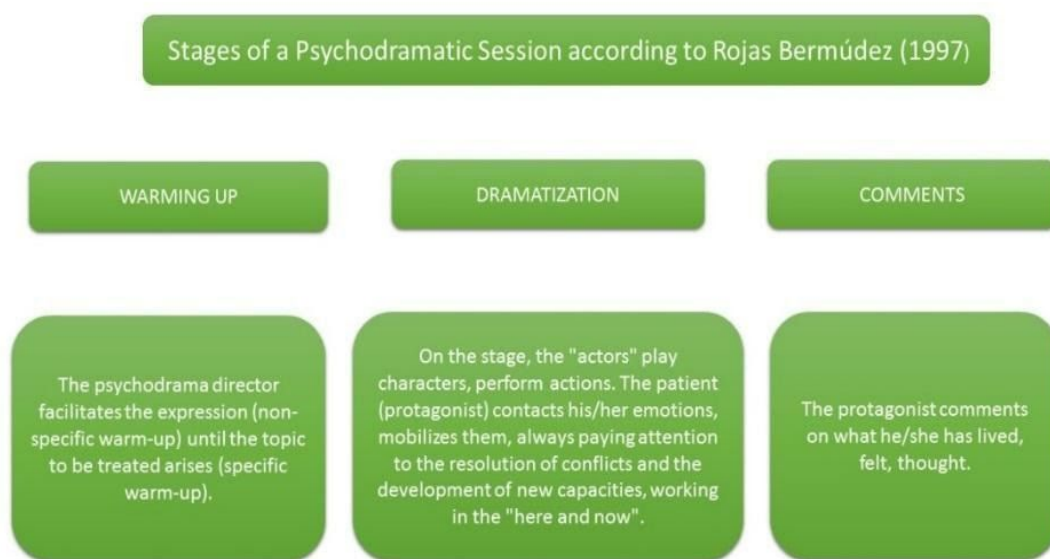 Stages of a Psychodramatic Session according to Rojas Bermúdez (1997)
WARMING UP
DRAMATIZATION
COMMENTS
The psychodrama director
facilitates the expression (non-
specific warm-up) until the topic
to be treated arises (specific
warm-up).
On the stage, the "actors" play
characters, perform actions. The patient
(protagonist) contacts his/her emotions,
mobilizes them, always paying attention
to the resolution of conflicts and the
development of new capacities, working
in the "here and now".
The protagonist comments
on what he/she has lived,
felt, thought.